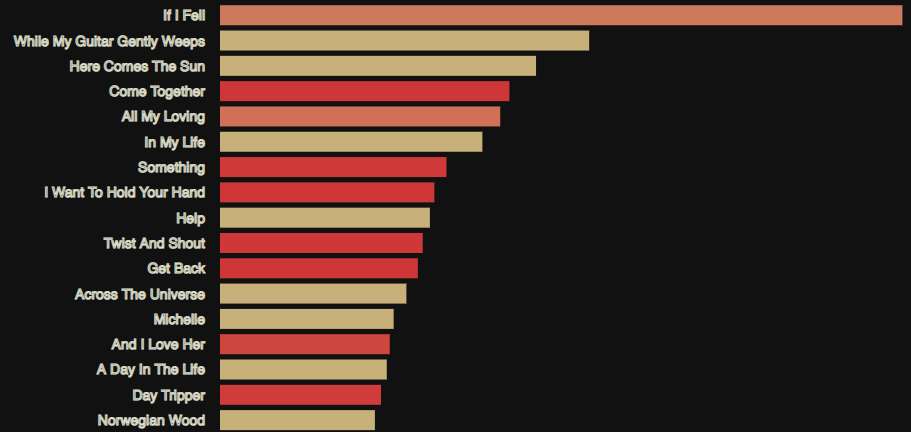 If I Fell
While My Guitar Gently Weeps
Here Comes The Sun
Come Together
All My Loving
In My Life
Something
I Want To Hold Your Hand
Help
Twist And Shout
Get Back
Across The Universe
Michelle
And I Love Her
A Day In The Life
Day Tripper
Norwegian Wood